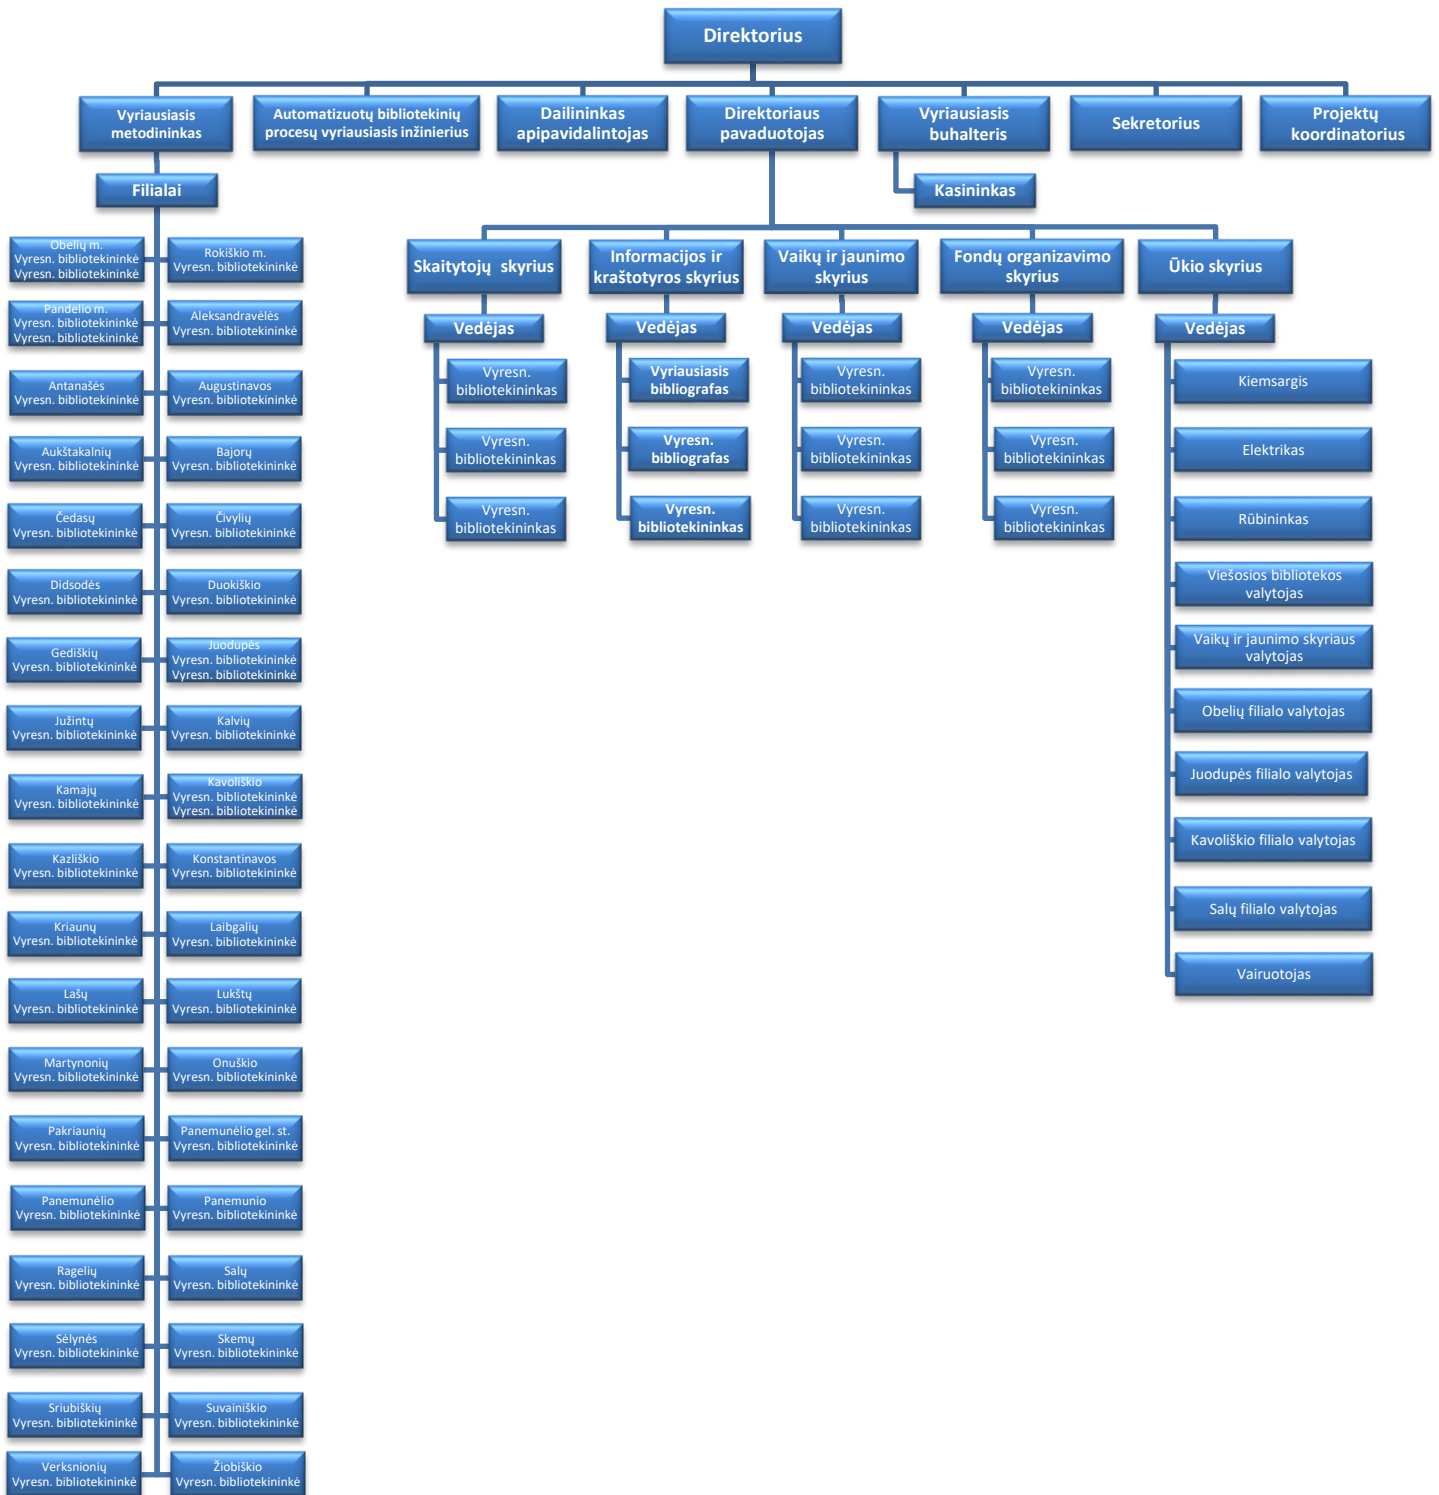 Direktorius
Vyriausiasis
metodininkas
Automatizuotų bibliotekinių
procesų vyriausiasis inžinierius
Dailininkas
apipavidalintojas
Direktoriaus
pavaduotojas
Vyriausiasis
buhalteris
Sekretorius
Projektų
koordinatorius
Filialai
Kasininkas
Obelių m.
Vyresn. bibliotekininkė
Vyresn. bibliotekininkė
Rokiškio m.
Vyresn. bibliotekininkė
Pandelio m.
Vyresn. bibliotekininkė
Vyresn. bibliotekininkė
Aleksandravėlės
Vyresn. bibliotekininkė
Antanašės
Vyresn. bibliotekininkė
Augustinavos
Vyresn. bibliotekininkė
Aukštakalnių
Vyresn. bibliotekininkė
Bajorų
Vyresn. bibliotekininkė
Čedasų
Vyresn. bibliotekininkė
Čivylių
Vyresn. bibliotekininkė
Didsodės
Vyresn. bibliotekininkė
Duokiškio
Vyresn. bibliotekininkė
Gediškių
Vyresn. bibliotekininkė
Juodupės
Vyresn. bibliotekininkė
Vyresn. bibliotekininkė
Južintų
Vyresn. bibliotekininkė
Kalvių
Vyresn. bibliotekininkė
Kamajų
Vyresn. bibliotekininkė
Kavoliškio
Vyresn. bibliotekininkė
Vyresn. bibliotekininkė
Kazliškio
Vyresn. bibliotekininkė
Konstantinavos
Vyresn. bibliotekininkė
Kriaunų
Vyresn. bibliotekininkė
Laibgalių
Vyresn. bibliotekininkė
Lašų
Vyresn. bibliotekininkė
Lukštų
Vyresn. bibliotekininkė
Martynonių
Vyresn. bibliotekininkė
Onuškio
Vyresn. bibliotekininkė
Pakriaunių
Vyresn. bibliotekininkė
Panemunėlio gel. st.
Vyresn. bibliotekininkė
Panemunėlio
Vyresn. bibliotekininkė
Panemunio
Vyresn. bibliotekininkė
Ragelių
Vyresn. bibliotekininkė
Salų
Vyresn. bibliotekininkė
Sėlynės
Vyresn. bibliotekininkė
Skemų
Vyresn. bibliotekininkė
Sriubiškių
Vyresn. bibliotekininkė
Suvainiškio
Vyresn. bibliotekininkė
Verksnionių
Vyresn. bibliotekininkė
Žiobiškio
Vyresn. bibliotekininkė
Skaitytojų skyrius
Vedėjas
Vyresn.
bibliotekininkas
Vyresn.
bibliotekininkas
Vyresn.
bibliotekininkas
Informacijos ir
kraštotyros skyrius
Vedėjas
Vyriausiasis
bibliografas
Vyresn.
bibliografas
Vyresn.
bibliotekininkas
Vaikų ir jaunimo
skyrius
Vedėjas
Vyresn.
bibliotekininkas
Vyresn.
bibliotekininkas
Vyresn.
bibliotekininkas
Fondų organizavimo
skyrius
Vedėjas
Vyresn.
bibliotekininkas
Vyresn.
bibliotekininkas
Vyresn.
bibliotekininkas
Ūkio skyrius
Vedėjas
Kiemsargis
Elektrikas
Rūbininkas
Viešosios bibliotekos
valytojas
Vaikų ir jaunimo skyriaus
valytojas
Obelių filialo valytojas
Juodupės filialo valytojas
Kavoliškio filialo valytojas
Salų filialo valytojas
Vairuotojas